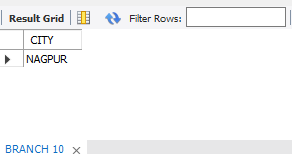 Result Grid Filter Rows:
CITY
NAGPUR
BRANCH 10